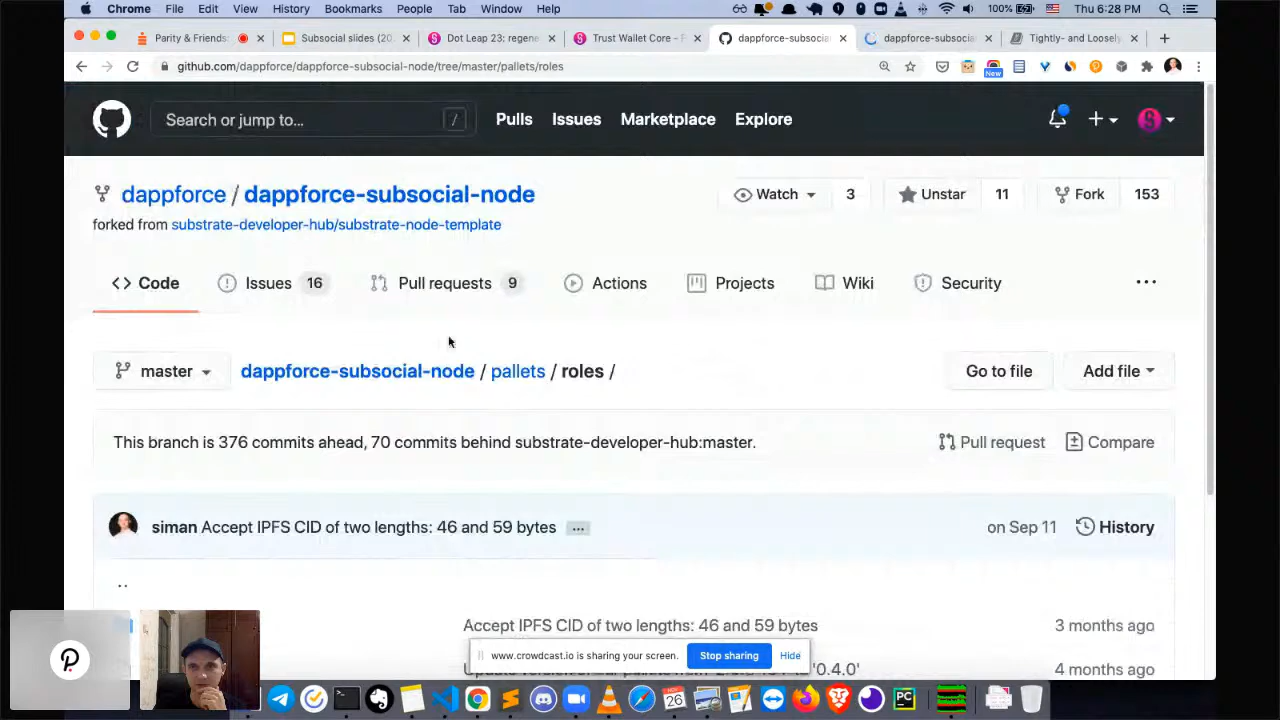 Chrome File Edit View History Bookmarks People Tab Window Help 100% Thu 6:28 PM
Parity & Friends: Subsocial slides (20. Dot Leap 23: regene Trust Wallet Core – F dappforce-subsocia dappforce-subsocia Tightly- and Loosely
github.com/dappforce/dappforce-subsocial-node/tree/master/pallets/roles
New
Search or jump to... / Pulls Issues Marketplace Explore
dappforce / dappforce-subsocial-node Watch 3 Unstar 11 Fork 153
forked from substrate-developer-hub/substrate-node-template
<> Code Issues 16 Pull requests 9 Actions Projects Wiki Security ...
master dappforce-subsocial-node / pallets / roles / Go to file Add file
This branch is 376 commits ahead, 70 commits behind substrate-developer-hub:master. Pull request Compare
siman Accept IPFS CID of two lengths: 46 and 59 bytes ... on Sep 11 History
..
Accept IPFS CID of two lengths: 46 and 59 bytes 3 months ago
www.crowdcast.io is sharing your screen. Stop sharing Hide
'0.4.0' 4 months ago
NOV
26
PC